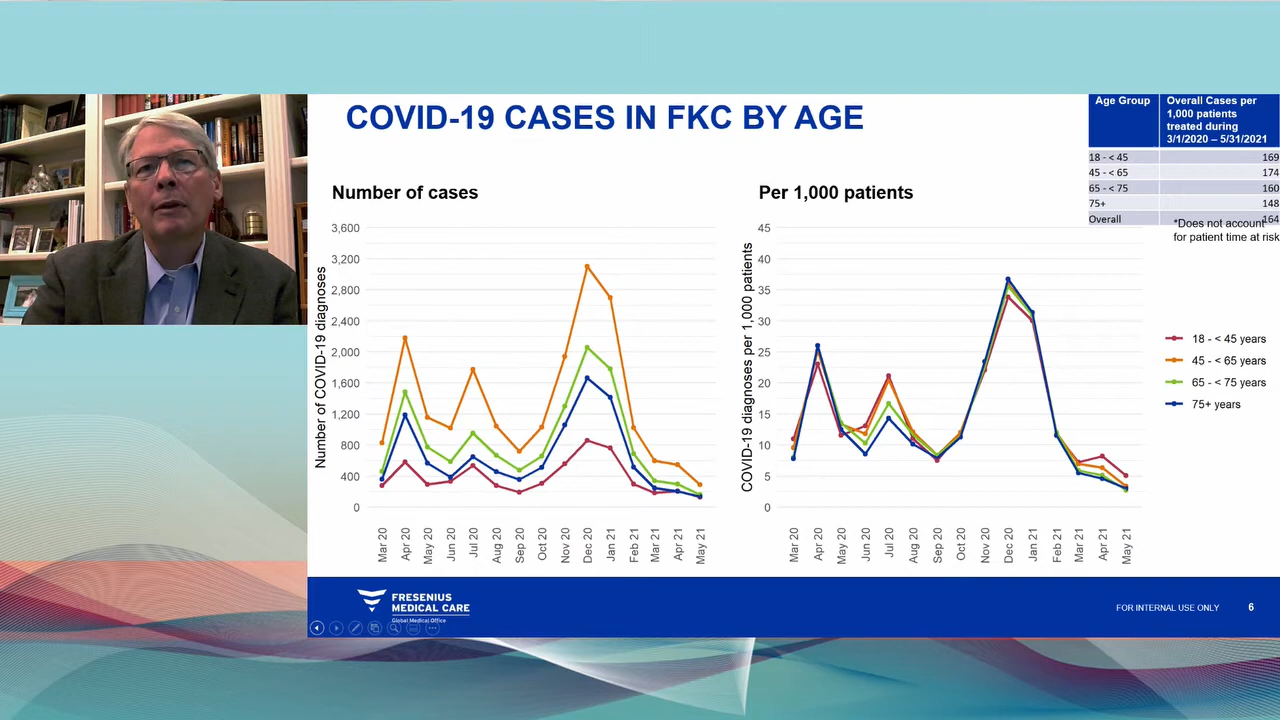 COVID-19 CASES IN FKC BY AGE
Age Group
Overall Cases per
1,000 patients
treated during
3/1/2020 – 5/31/2021
18 - < 45 169
45 - < 65 174
65 - < 75 160
75+ 148
Overall 164
*Does not account
for patient time at risk
Number of cases
Number of COVID-19 diagnoses
3,600
3,200
2,800
2,400
2,000
1,600
1,200
800
400
0
Mar 20
Apr 20
May 20
Jun 20
Jul 20
Aug 20
Sep 20
Oct 20
Nov 20
Dec 20
Jan 21
Feb 21
Mar 21
Apr 21
May 21
Per 1,000 patients
COVID-19 diagnoses per 1,000 patients
45
40
35
30
25
20
15
10
5
0
Mar 20
Apr 20
May 20
Jun 20
Jul 20
Aug 20
Sep 20
Oct 20
Nov 20
Dec 20
Jan 21
Feb 21
Mar 21
Apr 21
May 21
18 - < 45 years
45 - < 65 years
65 - < 75 years
75+ years
FRESENIUS
MEDICAL CARE
Global Medical Office
FOR INTERNAL USE ONLY 6